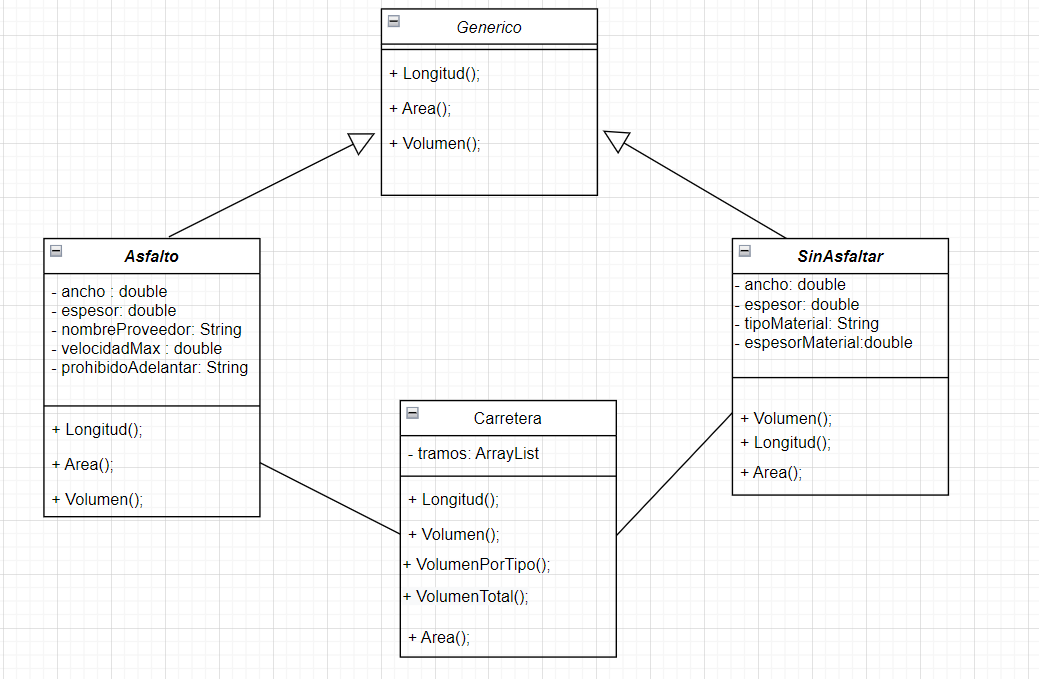 Generico
+ Longitud();
+ Area();
+ Volumen();
Asfalto
- ancho : double
- espesor: double
- nombreProveedor: String
- velocidadMax : double
- prohibidoAdelantar: String
+ Longitud();
+ Area();
+ Volumen();
Carretera
- tramos: ArrayList
+ Longitud();
+ Volumen();
+ VolumenPorTipo();
+ VolumenTotal();
+ Area();
SinAsfaltar
- ancho: double
- espesor: double
- tipoMaterial: String
- espesorMaterial:double
+ Volumen();
+ Longitud();
+ Area();